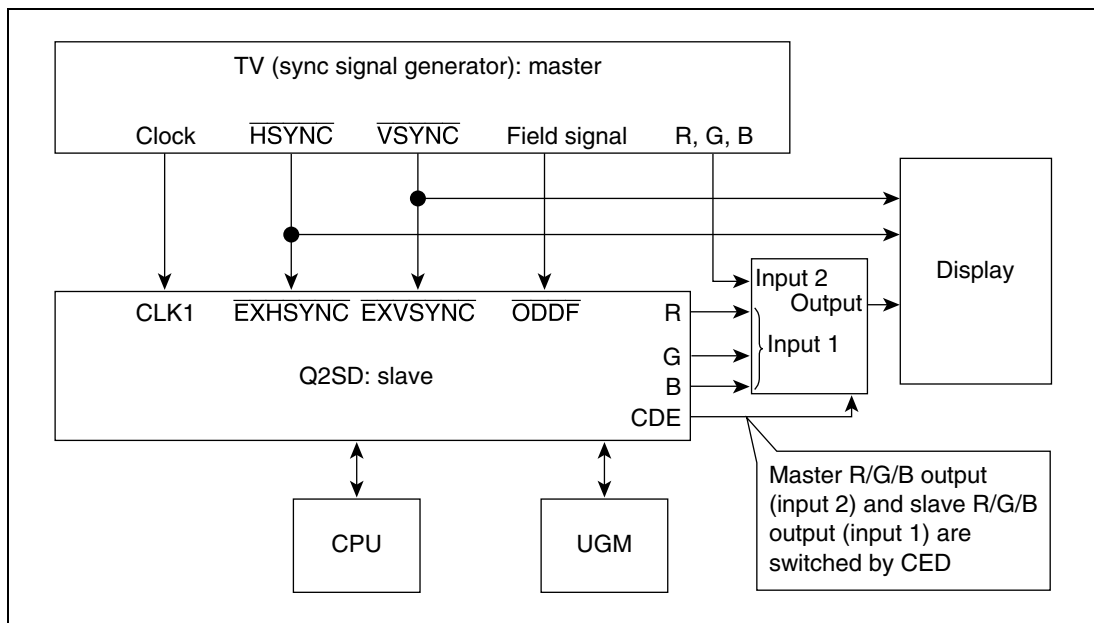 TV (sync signal generator): master
Clock
HSYNC
VSYNC
Field signal
R, G, B
Display
Input 2
Output
Input 1
CLK1
EXHSYNC
EXVSYNC
ODDF
R
G
B
CDE
Q2SD: slave
Master R/G/B output
(input 2) and slave R/G/B
output (input 1) are
switched by CED
CPU
UGM